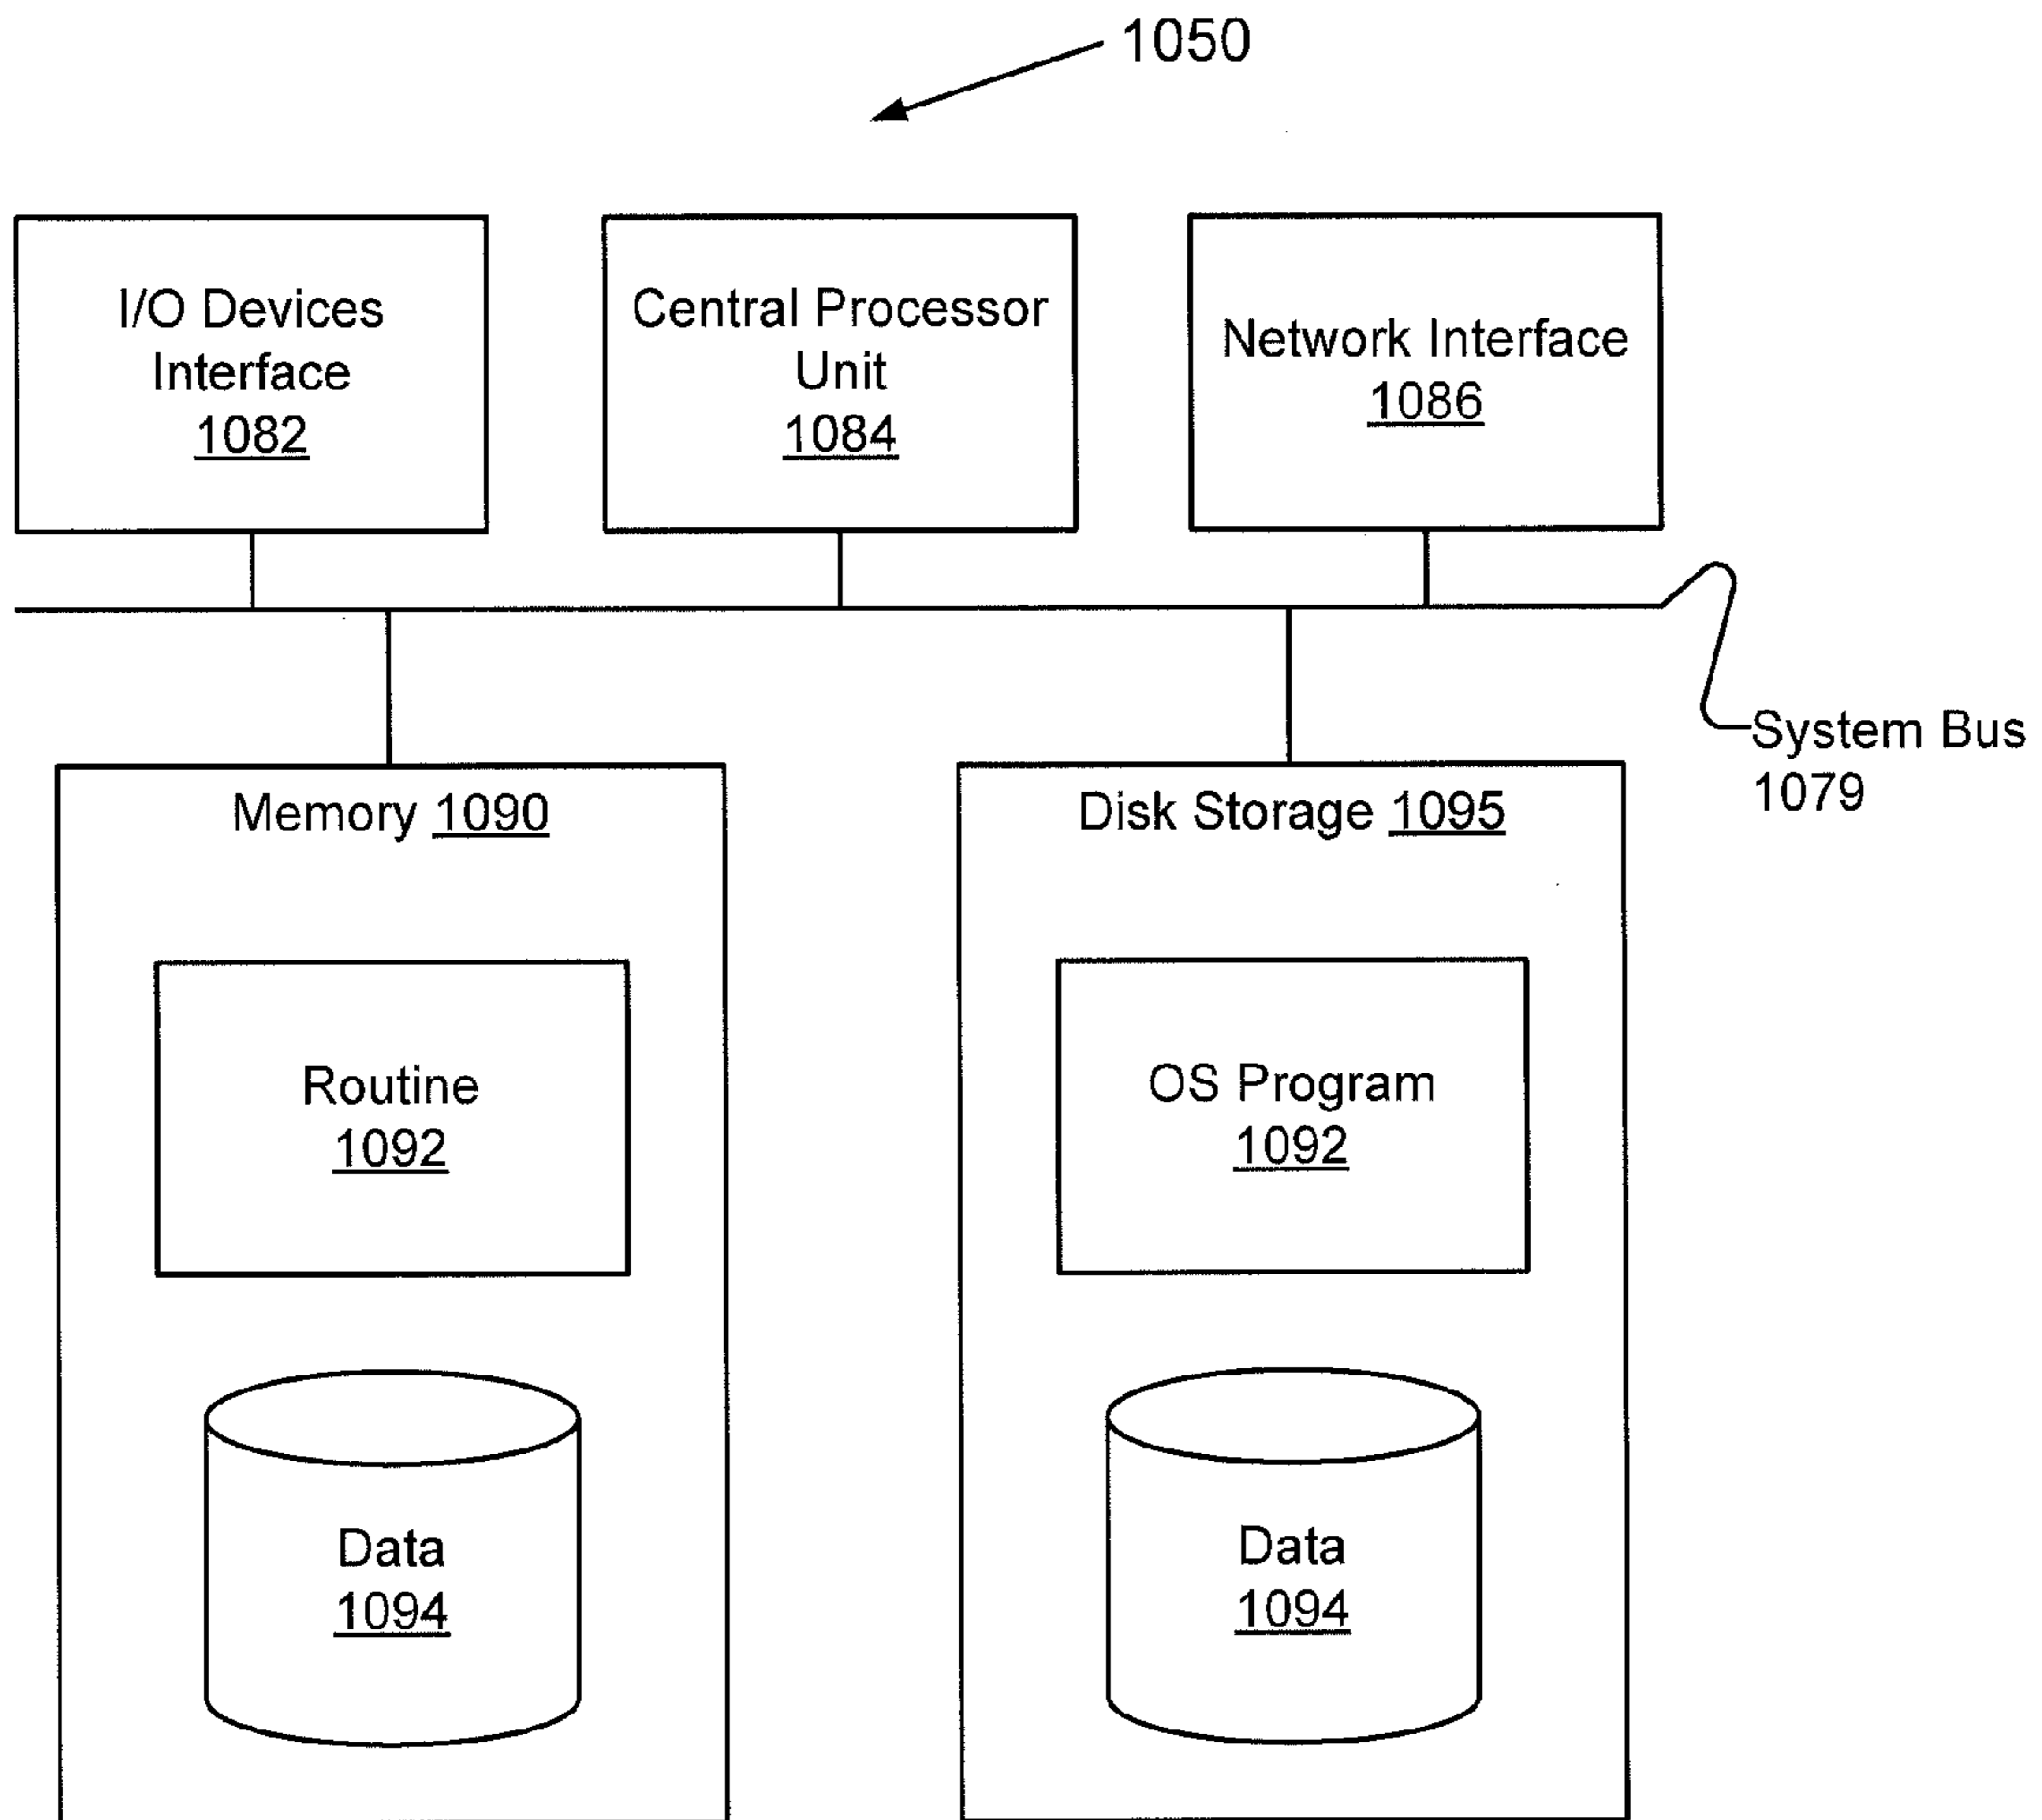 1050
I/O Devices
Interface
1082
Central Processor
Unit
1084
Network Interface
1086
System Bus
1079
Memory 1090
Routine
1092
Data
1094
Disk Storage 1095
OS Program
1092
Data
1094